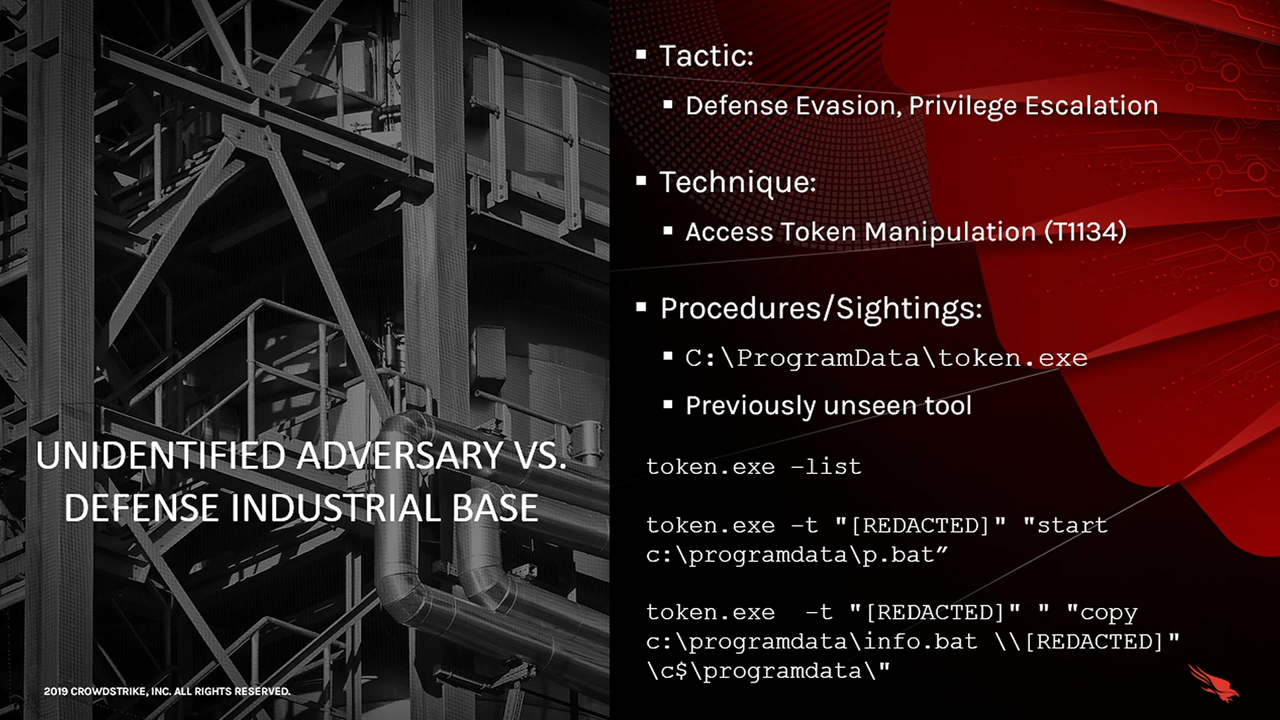 UNIDENTIFIED ADVERSARY VS.
DEFENSE INDUSTRIAL BASE
2019 CROWDSTRIKE, INC. ALL RIGHTS RESERVED.
▪ Tactic:
▪ Defense Evasion, Privilege Escalation
▪ Technique:
▪ Access Token Manipulation (T1134)
▪ Procedures/Sightings:
▪ C:\ProgramData\token.exe
▪ Previously unseen tool
token.exe –list
token.exe –t "[REDACTED]" "start
c:\programdata\p.bat”
token.exe  –t "[REDACTED]" " "copy
c:\programdata\info.bat \\[REDACTED]"
\c$\programdata\"